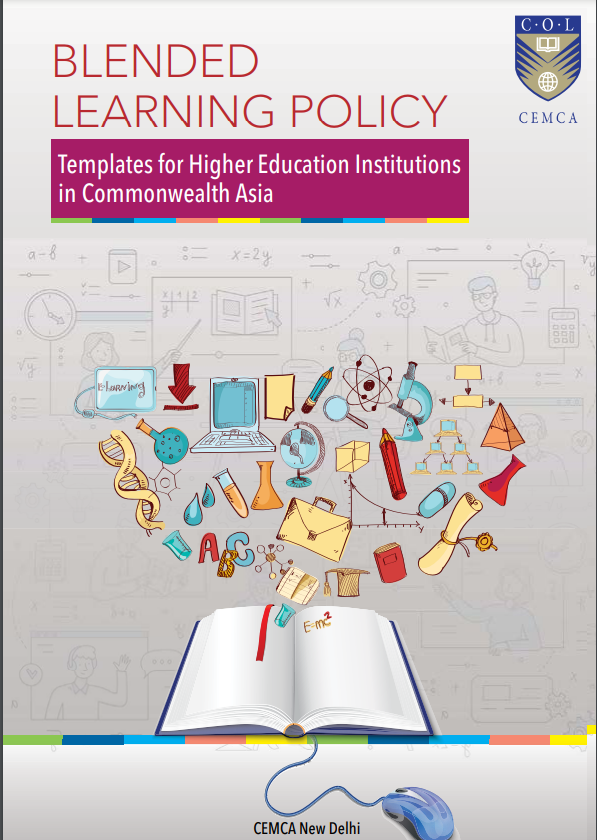 C·O·L
CEMCA
BLENDED
LEARNING POLICY
Templates for Higher Education Institutions
in Commonwealth Asia
a-b
x=2y
a
√x
√y
E-Learning
A B C
E=mc²
CEMCA New Delhi